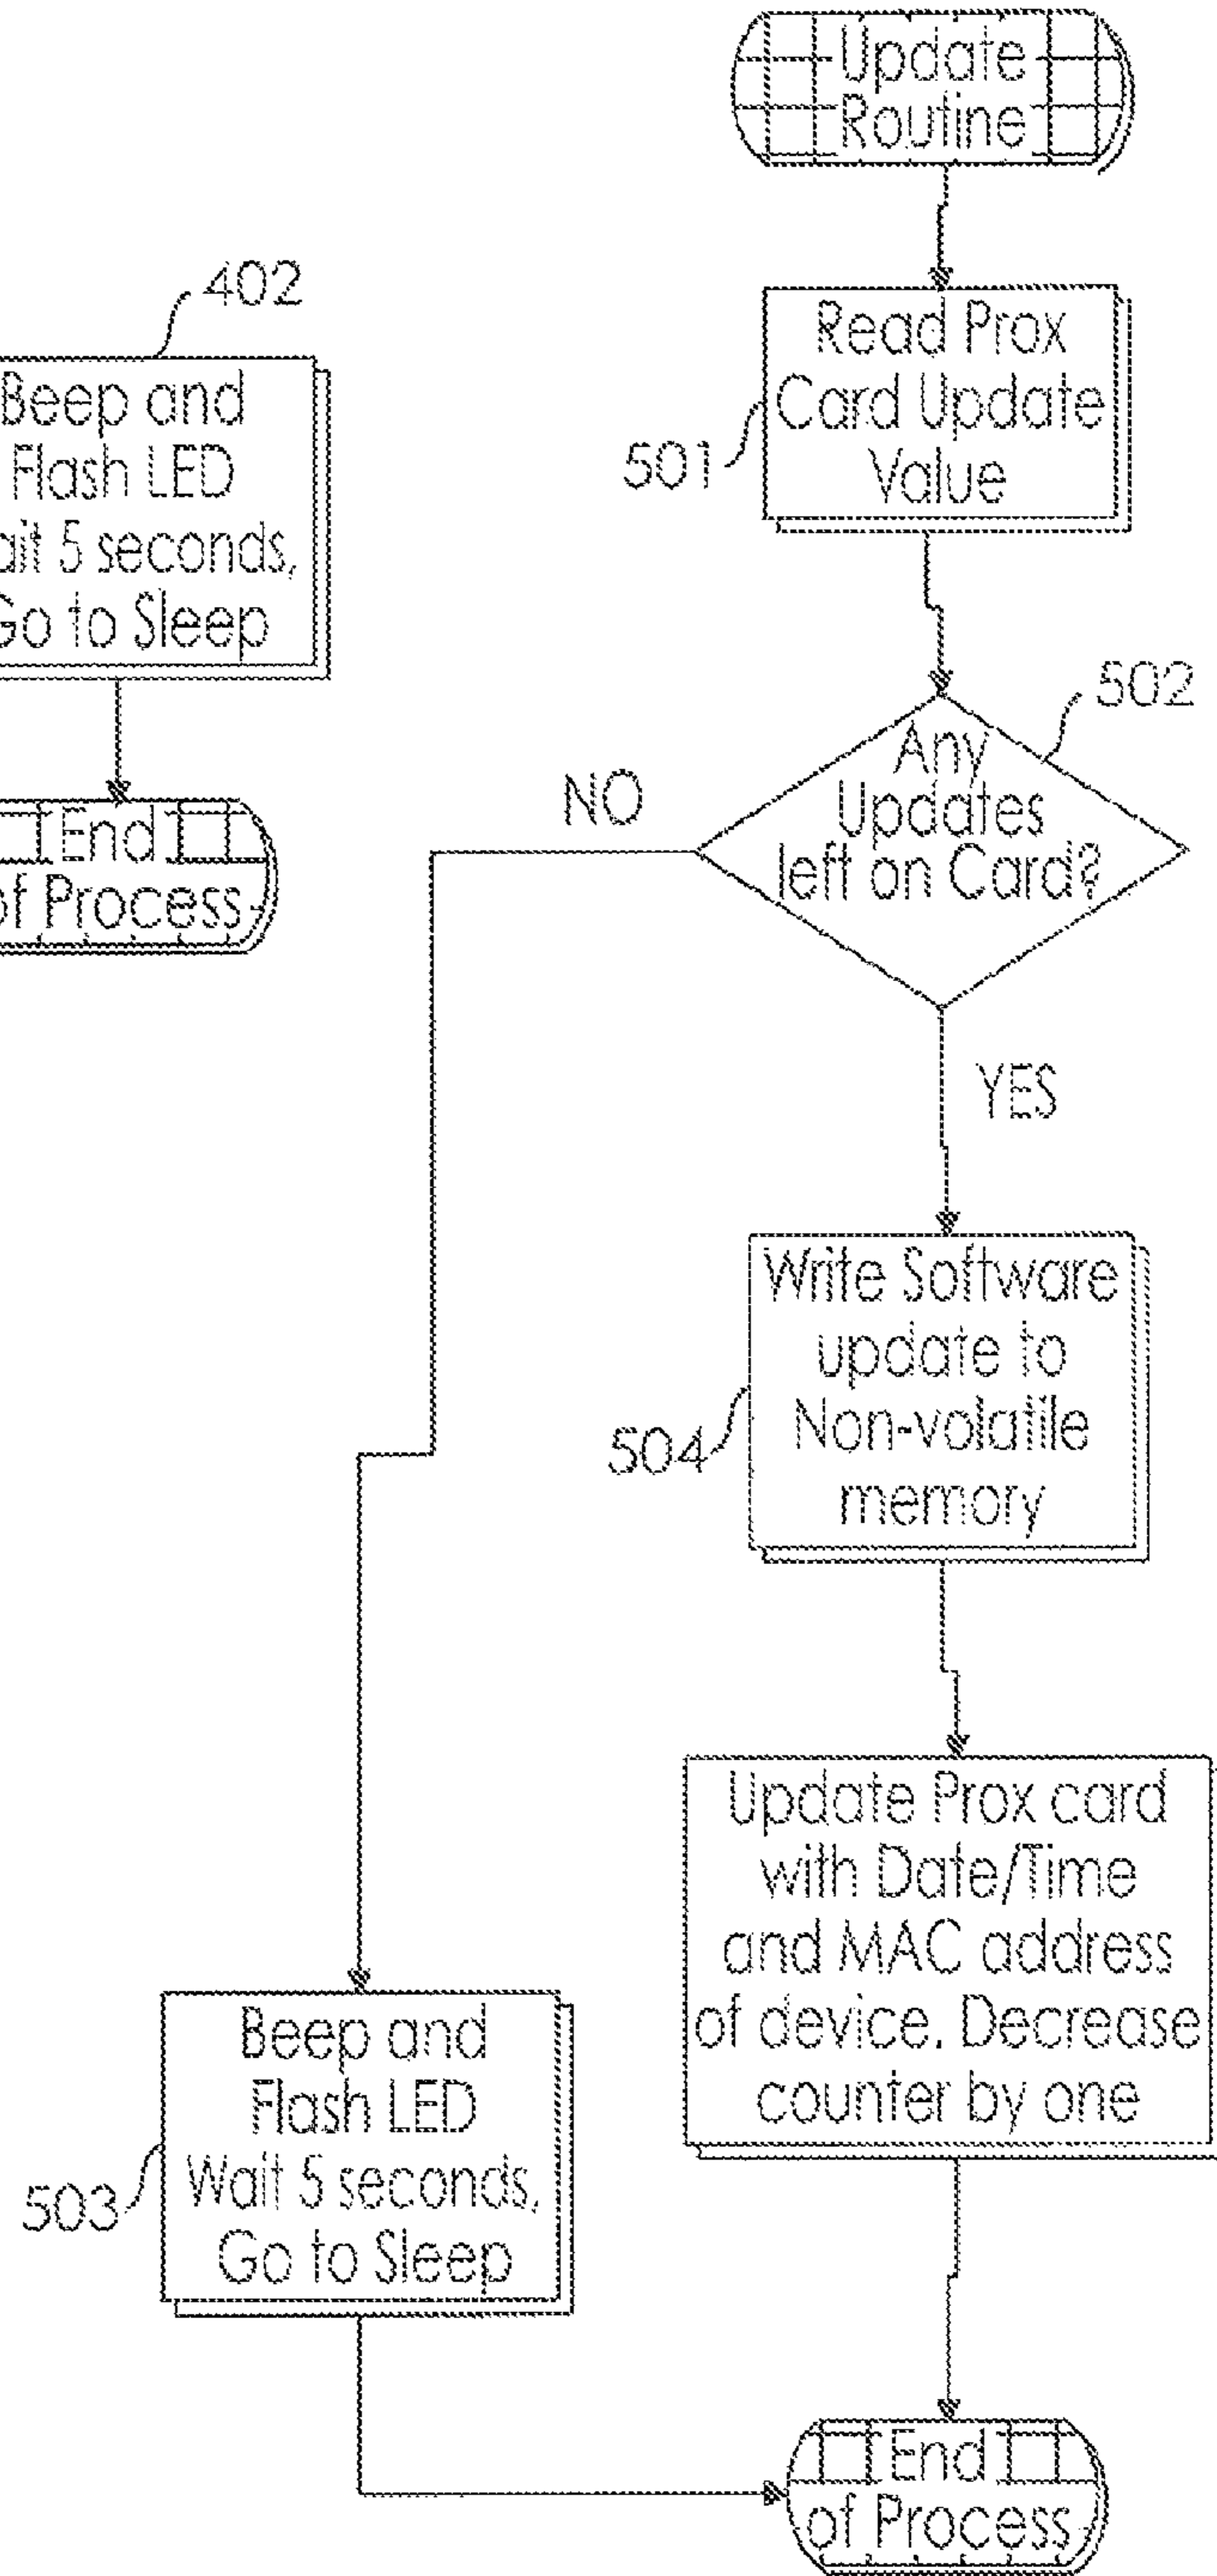 Update
Routine
402
Beep and
Flash LED
ait 5 seconds,
Go to Sleep
End
of Process
Read Prox
Card Update
Value
501
502
Any
Updates
left on Card?
NO
YES
Write Software
update to
Non-volatile
memory
504
Update Prox card
with Date/Time
and MAC address
of device. Decrease
counter by one
Beep and
Flash LED
Wait 5 seconds,
Go to Sleep
503
End
of Process